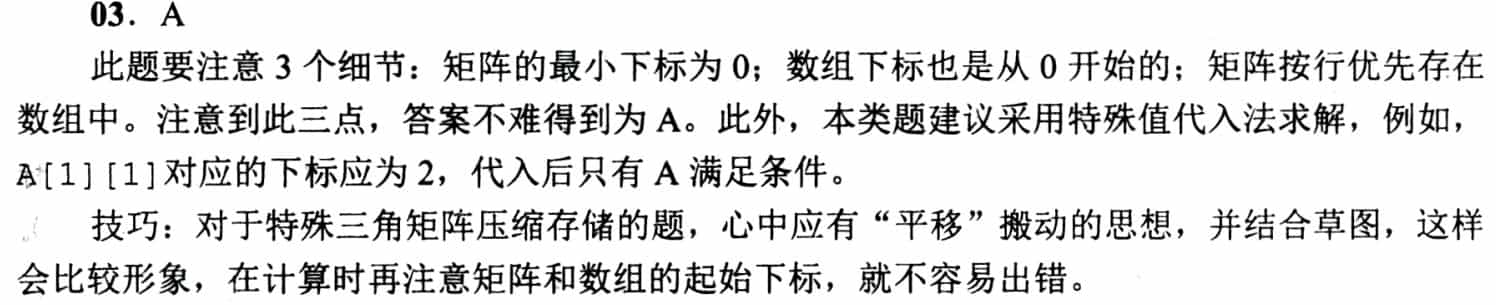 03. A
此题要注意 3 个细节：矩阵的最小下标为 0；数组下标也是从 0 开始的；矩阵按行优先存在
数组中。注意到此三点，答案不难得到为 A。此外，本类题建议采用特殊值代入法求解，例如，
A[1][1]对应的下标应为 2，代入后只有 A 满足条件。
技巧：对于特殊三角矩阵压缩存储的题，心中应有“平移”搬动的思想，并结合草图，这样
会比较形象，在计算时再注意矩阵和数组的起始下标，就不容易出错。